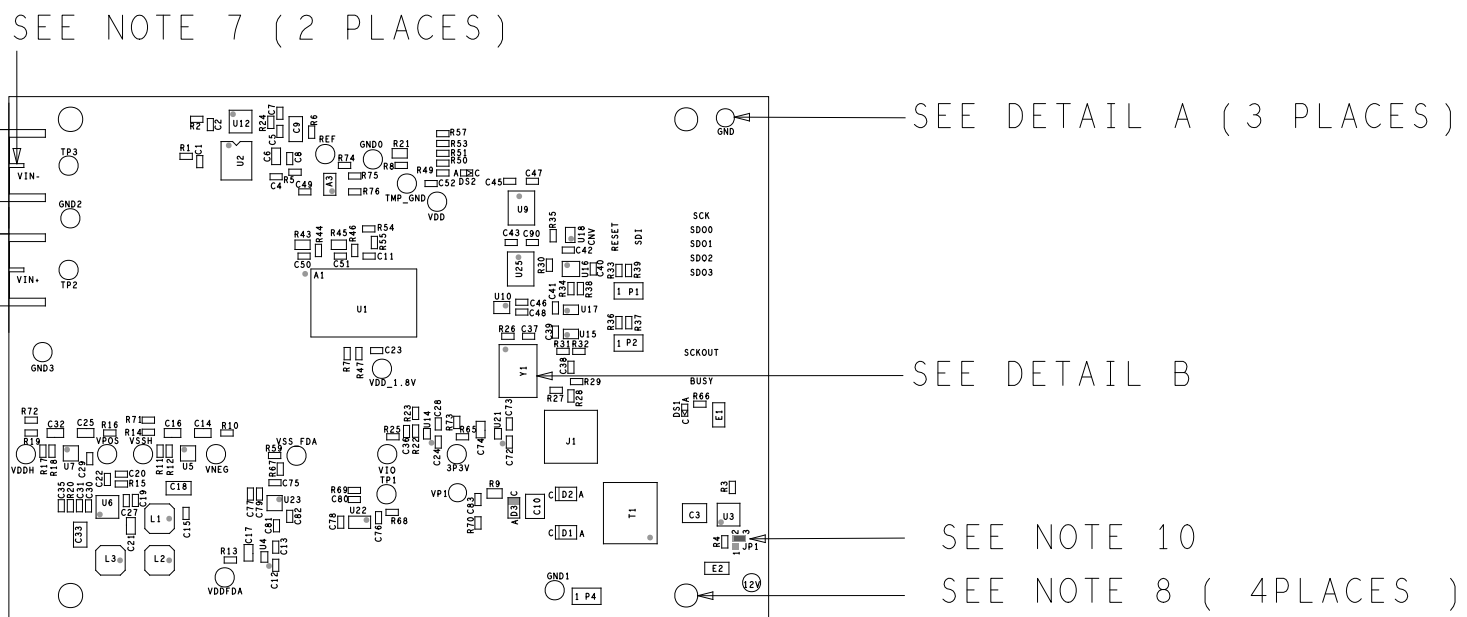 SEE NOTE 7 (2 PLACES)
SEE DETAIL A (3 PLACES)
SEE DETAIL B
SEE NOTE 10
SEE NOTE 8 ( 4PLACES )
R2 C2 U12 R24 C7 C5 C9 R6
R1 C1 U2 C6 C8 C4 R5 C49
REF GND0 R21 R74 R8 R75 R76 A3
R57
R53
R51
R50
R49 A C DS2
C52
TMP_GND
VDD
C45 C47
U9
TP3
VIN-
GND2
VIN+
TP2
GND3
R43 R44 R45 R46 R54 R55
C50 C51 C11
A1
U1
R7 R47 C23
VDD_1.8V
C43 C90 R35 U18 CNV C42
U25 R30 U16 C40
RESET SDI
R33 R39
R34 R38
1 P1
C41
U10 C46 C48
U17
R36 R37
1 P2
R26 C37 C39 U15
R31 R32
Y1 C38
R29
R27 R28
SCK
SDO0
SDO1
SDO2
SDO3
SCKOUT
BUSY
GND
DS1 C A R66 E1
R72
C32 C25 R16
R71
R14 C16 C14 R10
R19 VPOS VSSH
VDDH R17 R18 U7 C29 R11 R12 U5 VNEG
C22 C20
R15
C35 R20 C31 C30 U6 C27 C19 C18
C33 C21 L1 C15
L3 L2
VSS_FDA
R59
R67
C75
C77 C79 U23
C82
C81
C17 U4 C13
R13 C12
VDDFDA
R23 U14 C28 R73 C74 R65 U21 C73
R25 C36 R22 C24 C72
VIO 3P3V
TP1 VP1
R69
C80
C78 U22 C76 R68
C83 R9
R70
C
A D3 C10
C D2 A
C D1 A
J1
T1
C3 R3 U3
R4 1 2 3 JP1
E2 12V
GND1
1 P4